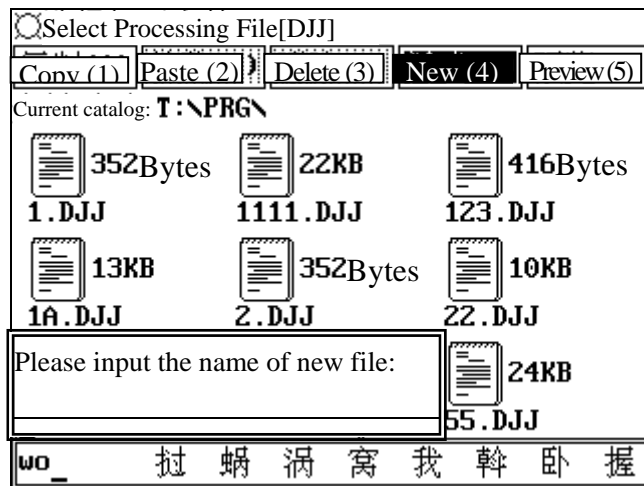 Select Processing File[DJJ]
Copy (1) Paste (2) Delete (3) New (4) Preview(5)
Current catalog: T:\PRG\
352Bytes 22KB 416Bytes
1.DJJ 1111.DJJ 123.DJJ
13KB 352Bytes 10KB
1A.DJJ 2.DJJ 22.DJJ
Please input the name of new file:
24KB
55.DJJ
wo_ 挝 蜗 涡 窝 我 斡 卧 握